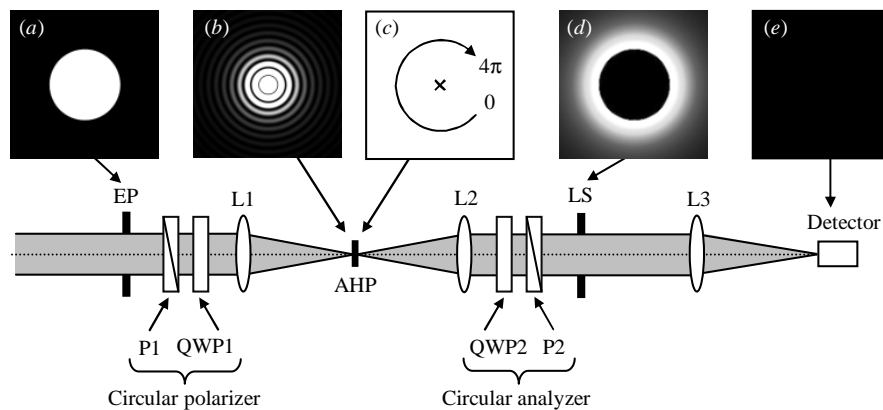 (a)
(b)
(c)
(d)
(e)
4π
0
EP
L1
L2
LS
L3
Detector
AHP
P1
QWP1
QWP2
P2
Circular polarizer
Circular analyzer